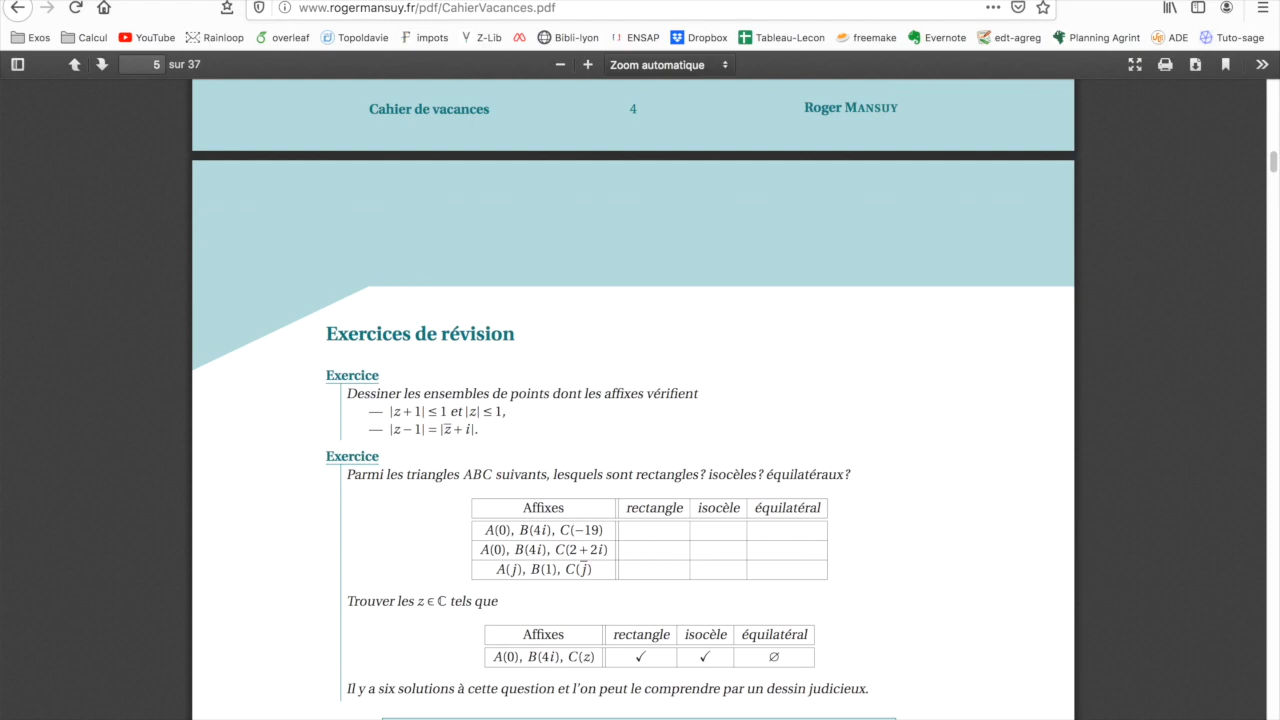 www.rogermansuy.fr/pdf/CahierVacances.pdf
Exos Calcul YouTube Rainloop overleaf Topoldavie impots Z-Lib Bibli-lyon ENSAP Dropbox Tableau-Lecon freemake Evernote edt-agreg Planning Agrint ADE Tuto-sage
5 sur 37 — + Zoom automatique
Cahier de vacances 4 Roger MANSUY
Exercices de révision
Exercice
Dessiner les ensembles de points dont les affixes vérifient
— |z + 1| ≤ 1 et |z| ≤ 1,
— |z − 1| = |z̅ + i|.
Exercice
Parmi les triangles ABC suivants, lesquels sont rectangles? isocèles? équilatéraux?
Affixes rectangle isocèle équilatéral
A(0), B(4i), C(−19)
A(0), B(4i), C(2 + 2i)
A(j), B(1), C(j̅)
Trouver les z ∈ ℂ tels que
Affixes rectangle isocèle équilatéral
A(0), B(4i), C(z) ✓ ✓ ∅
Il y a six solutions à cette question et l'on peut le comprendre par un dessin judicieux.